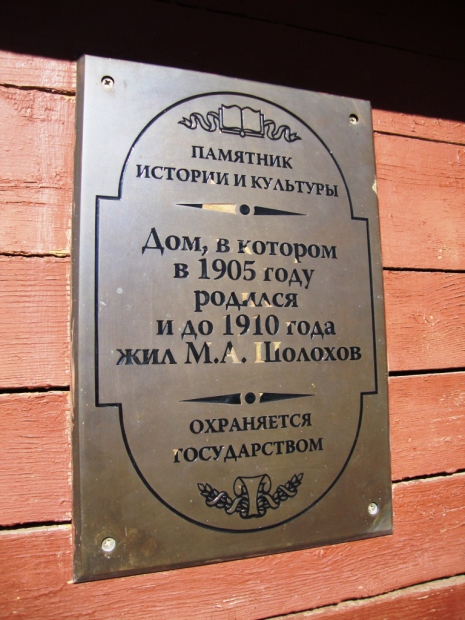 ПАМЯТНИК
ИСТОРИИ И КУЛЬТУРЫ
Дом, в котором
в 1905 году
родился
и до 1910 года
жил М.А. Шолохов
ОХРАНЯЕТСЯ
ГОСУДАРСТВОМ